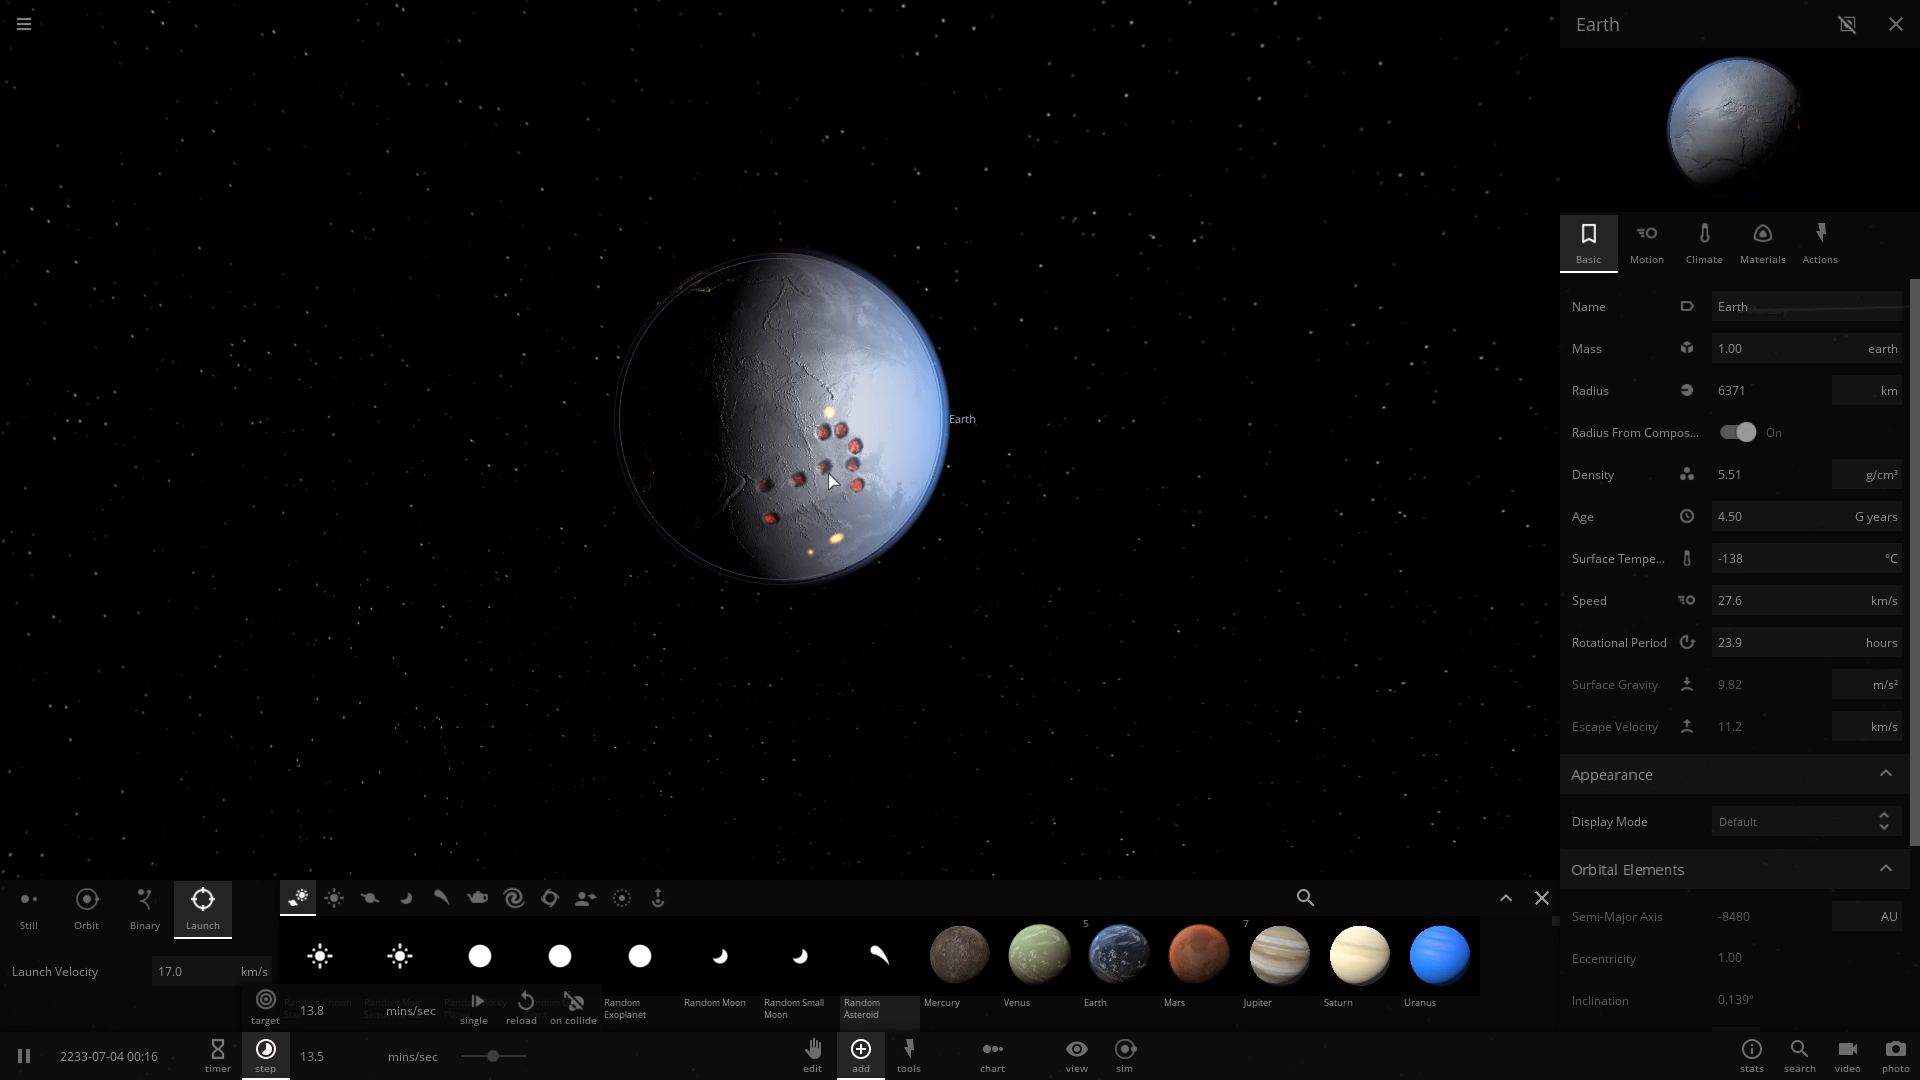 Earth
Basic
Motion
Climate
Materials
Actions
Name Earth
Mass 1.00 earth
Radius 6371 km
Radius From Compos... On
Density 5.51 g/cm³
Age 4.50 G years
Surface Tempe... -138 °C
Speed 27.6 km/s
Rotational Period 23.9 hours
Surface Gravity 9.82 m/s²
Escape Velocity 11.2 km/s
Appearance
Display Mode Default
Orbital Elements
Semi-Major Axis -8480 AU
Eccentricity 1.00
Inclination 0.139°
Earth
Still
Orbit
Binary
Launch
Launch Velocity 17.0 km/s
5
7
Random
Exoplanet
Random Moon
Random Small
Moon
Random
Asteroid
Mercury
Venus
Earth
Mars
Jupiter
Saturn
Uranus
target
13.8 mins/sec
single
reload
on collide
2233-07-04 00:16
timer
step
13.5 mins/sec
edit
add
tools
chart
view
sim
stats
search
video
photo